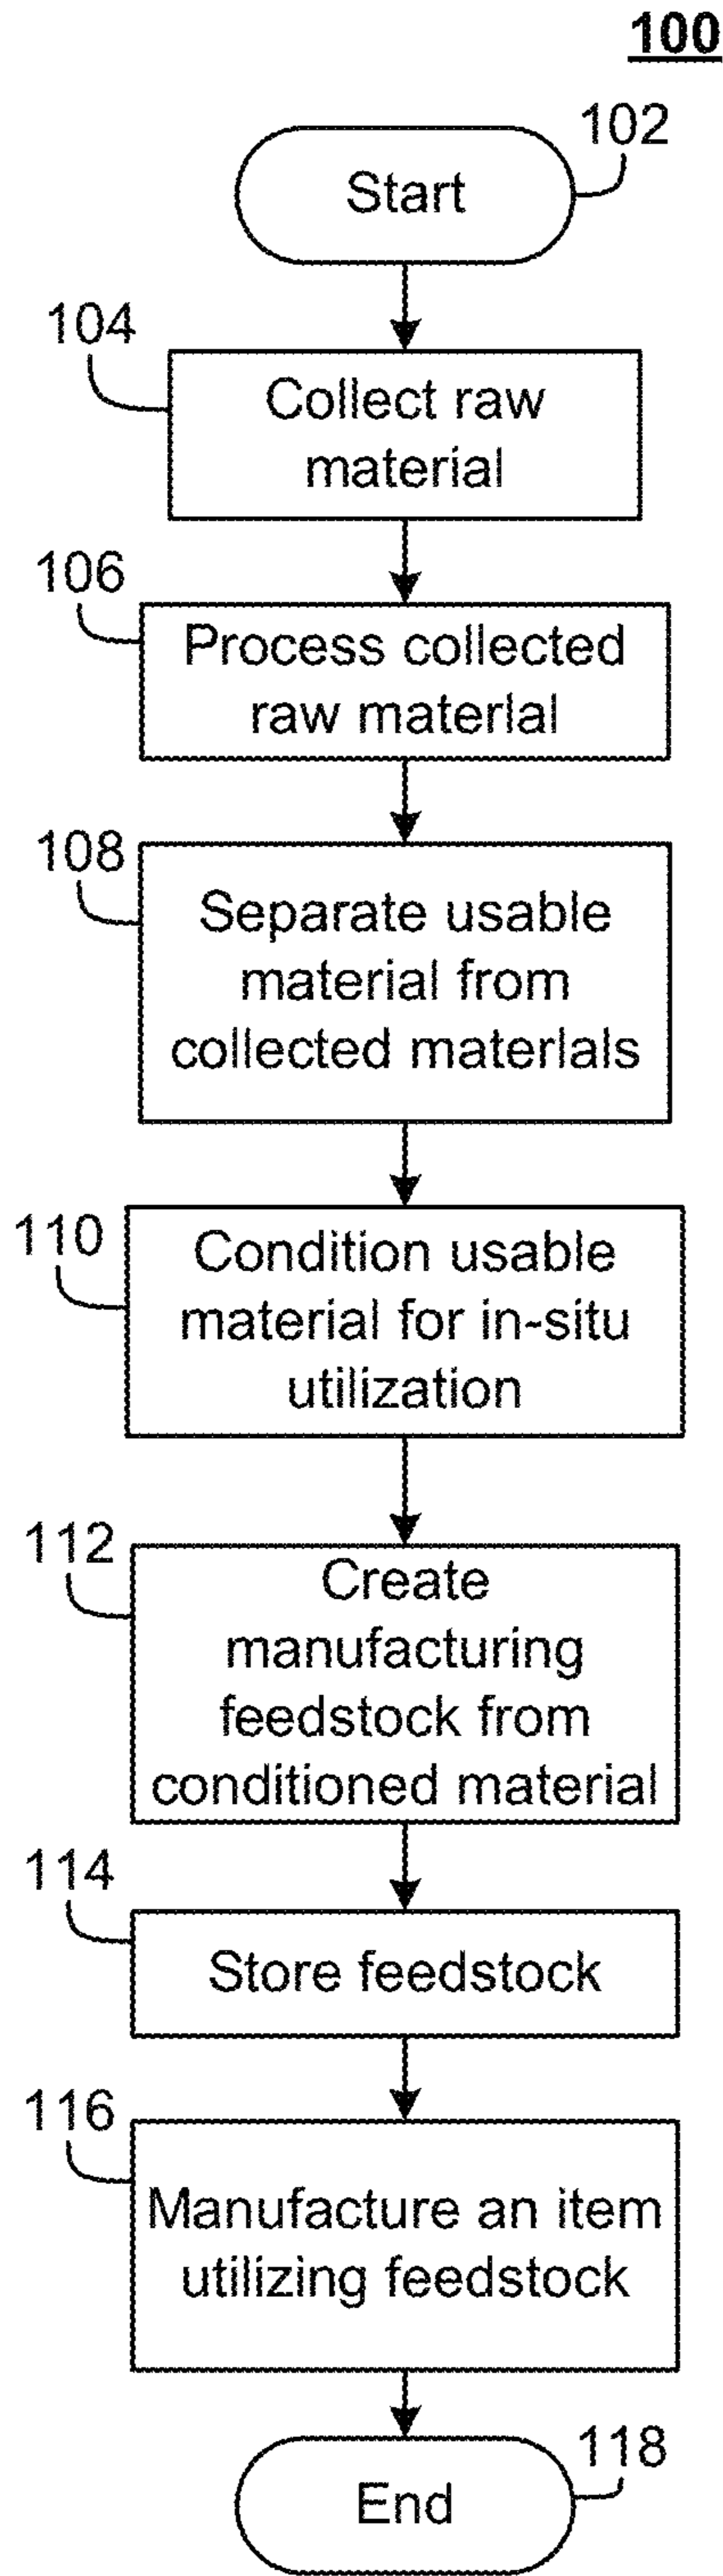 100
102
Start
104
Collect raw
material
106
Process collected
raw material
108
Separate usable
material from
collected materials
110
Condition usable
material for in-situ
utilization
112
Create
manufacturing
feedstock from
conditioned material
114
Store feedstock
116
Manufacture an item
utilizing feedstock
118
End